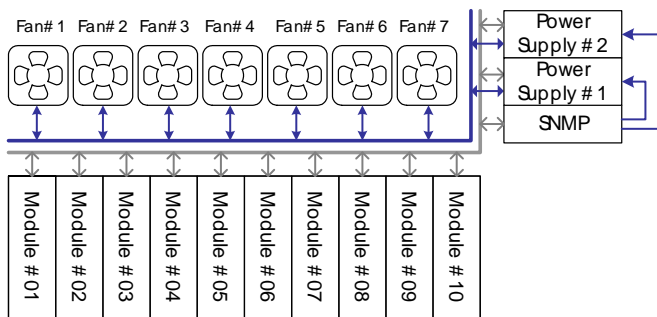 Fan# 1 Fan# 2 Fan# 3 Fan# 4 Fan# 5 Fan# 6 Fan# 7
Power
Supply # 2
Power
Supply # 1
SNMP
Module # 01
Module # 02
Module # 03
Module # 04
Module # 05
Module # 06
Module # 07
Module # 08
Module # 09
Module # 10